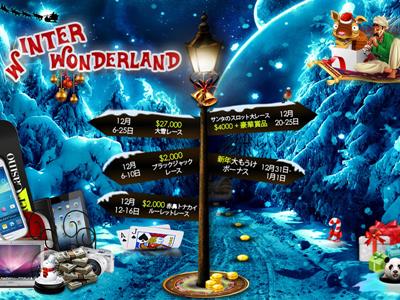 WINTER
WONDERLAND
12月
6-25日
$27,000
大雪レース
サンタのスロット大レース
$4000 + 豪華賞品
12月
20-25日
12月
6-10日
$2,000
ブラックジャック
レース
新年大もうけ
ボーナス
12月31日-
1月1日
12月
12-16日
$2,000 赤鼻トナカイ
ルーレットレース